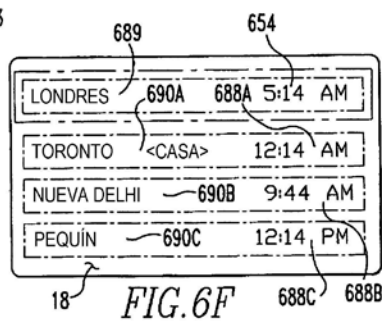 689 654
LONDRES 690A 688A 5:14 AM
TORONTO <CASA> 12:14 AM
NUEVA DELHI 690B 9:44 AM
PEQUÍN 690C 12:14 PM
18 FIG.6F 688C 688B